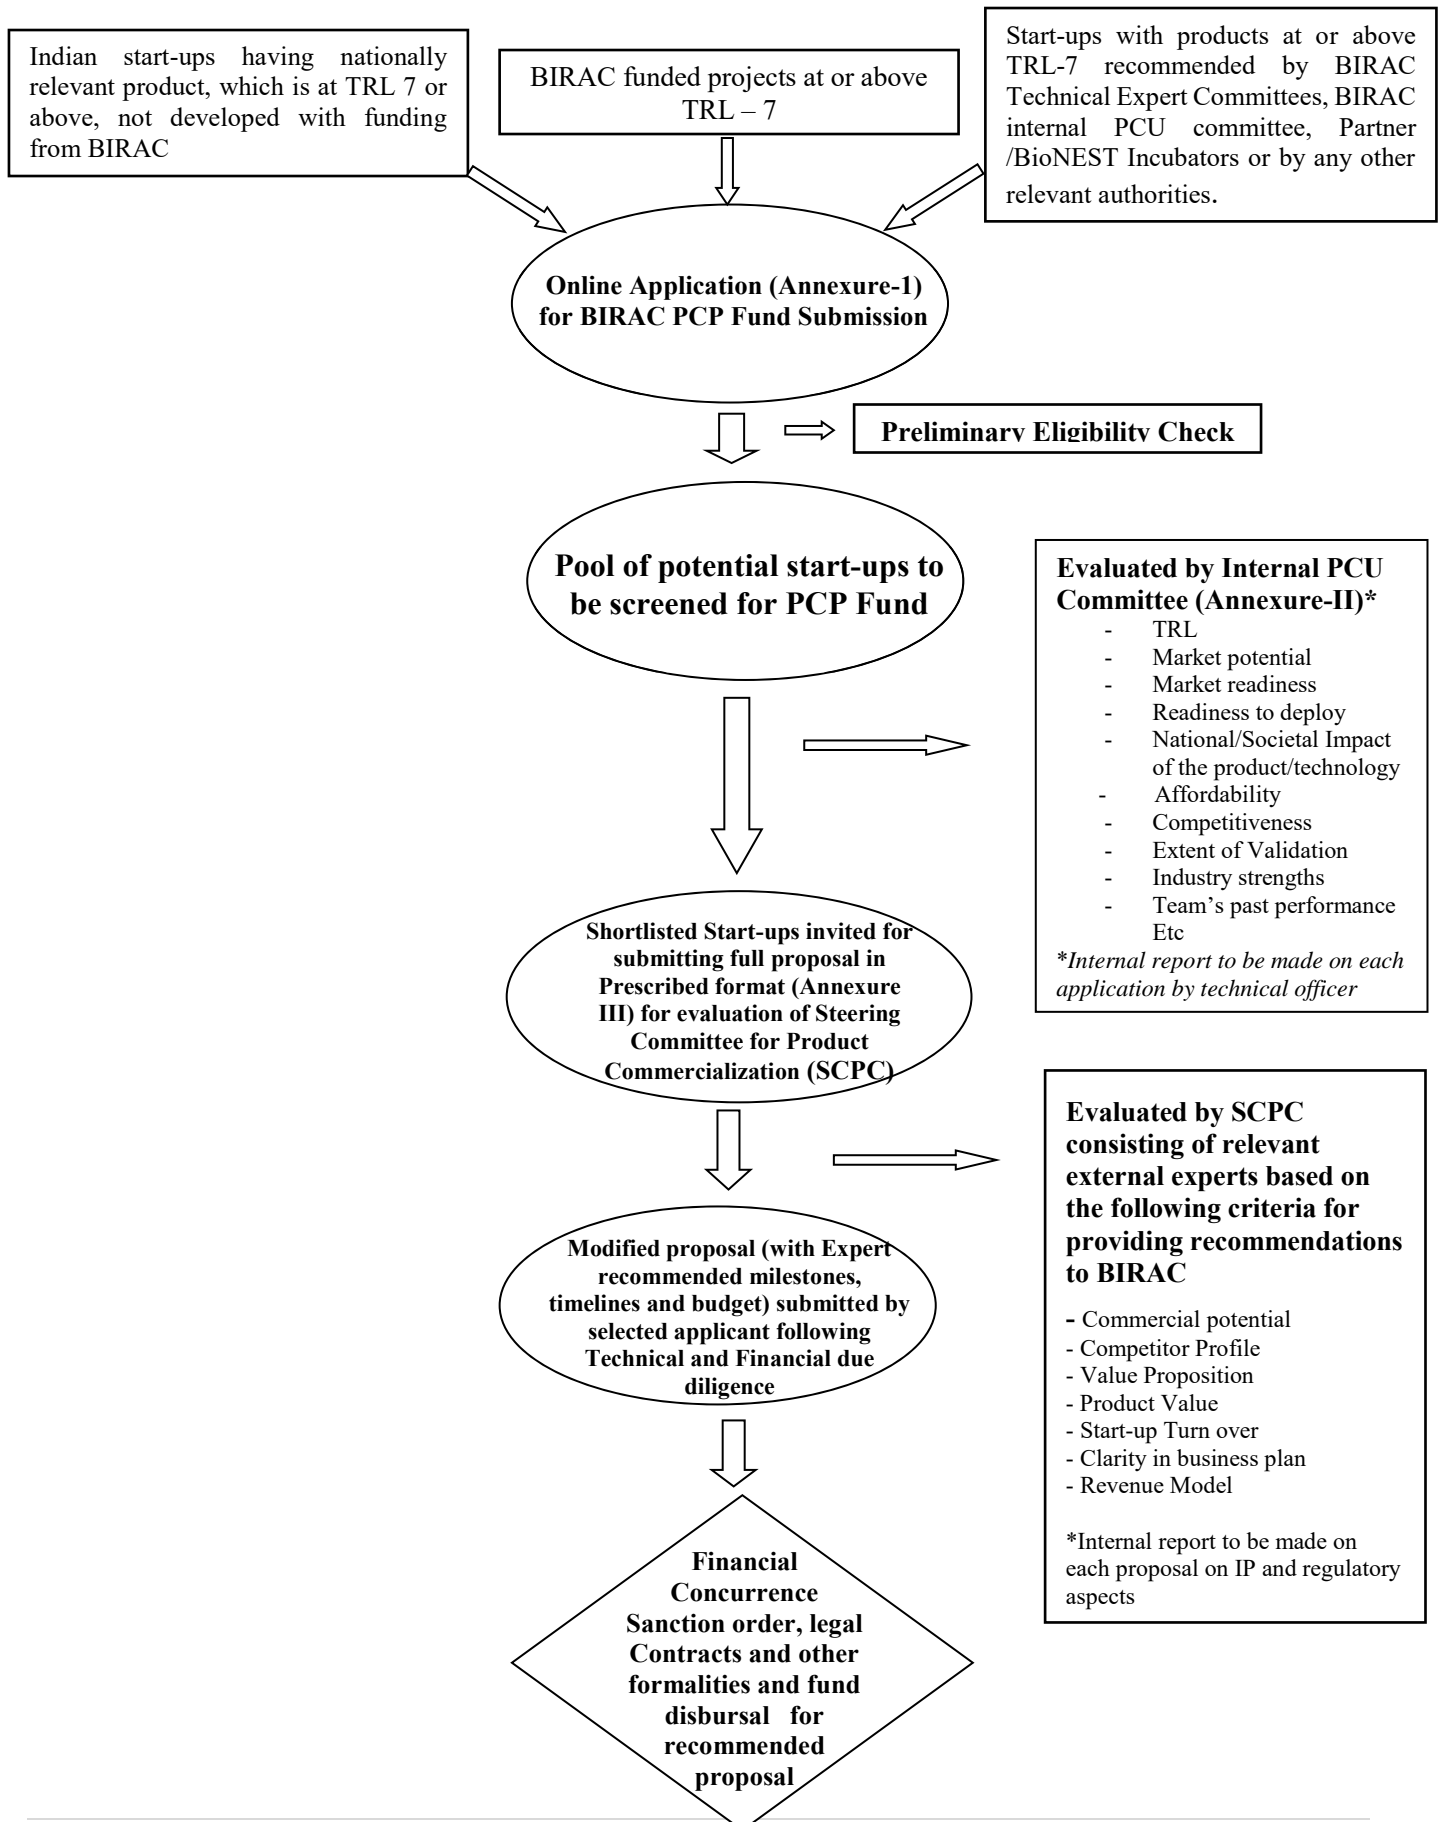 Indian start-ups having nationally
relevant product, which is at TRL 7 or
above, not developed with funding
from BIRAC
BIRAC funded projects at or above
TRL – 7
Start-ups with products at or above
TRL-7 recommended by BIRAC
Technical Expert Committees, BIRAC
internal PCU committee, Partner
/BioNEST Incubators or by any other
relevant authorities.
Online Application (Annexure-1)
for BIRAC PCP Fund Submission
Preliminary Eligibility Check
Pool of potential start-ups to
be screened for PCP Fund
Evaluated by Internal PCU
Committee (Annexure-II)*
- TRL
- Market potential
- Market readiness
- Readiness to deploy
- National/Societal Impact
of the product/technology
- Affordability
- Competitiveness
- Extent of Validation
- Industry strengths
- Team's past performance
Etc
*Internal report to be made on each
application by technical officer
Shortlisted Start-ups invited for
submitting full proposal in
Prescribed format (Annexure
III) for evaluation of Steering
Committee for Product
Commercialization (SCPC)
Evaluated by SCPC
consisting of relevant
external experts based on
the following criteria for
providing recommendations
to BIRAC
- Commercial potential
- Competitor Profile
- Value Proposition
- Product Value
- Start-up Turn over
- Clarity in business plan
- Revenue Model
*Internal report to be made on
each proposal on IP and regulatory
aspects
Modified proposal (with Expert
recommended milestones,
timelines and budget) submitted by
selected applicant following
Technical and Financial due
diligence
Financial
Concurrence
Sanction order, legal
Contracts and other
formalities and fund
disbursal for
recommended
proposal